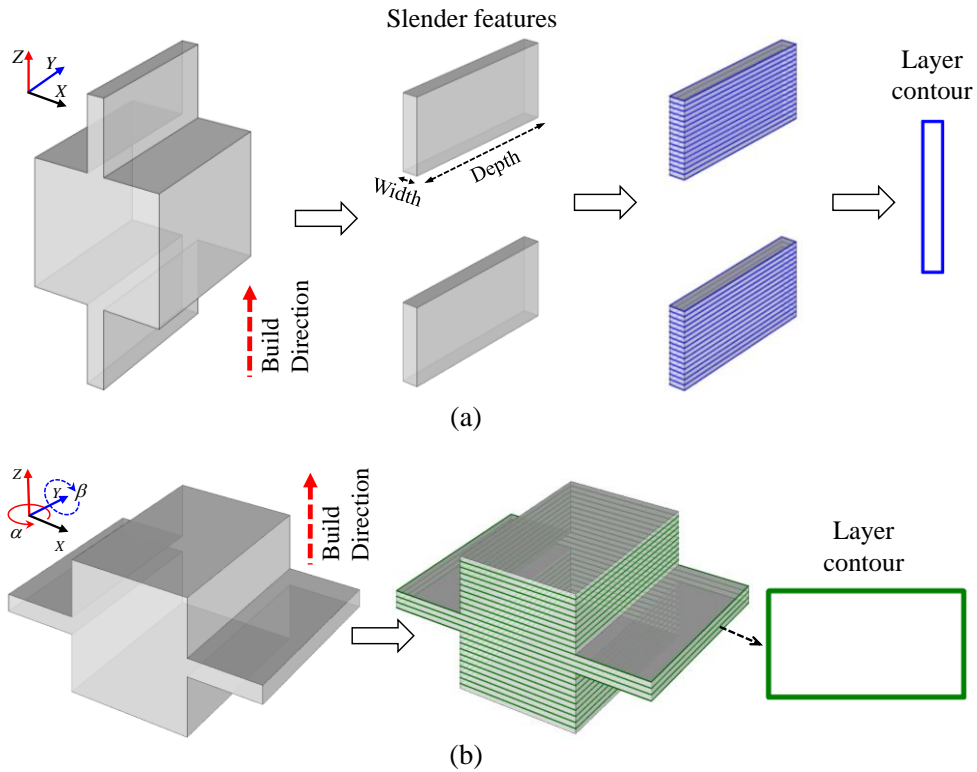 Slender features
Z
Y
X
Width
Depth
Layer
contour
Build
Direction
(a)
Z
Y
β
α
X
Build
Direction
Layer
contour
(b)